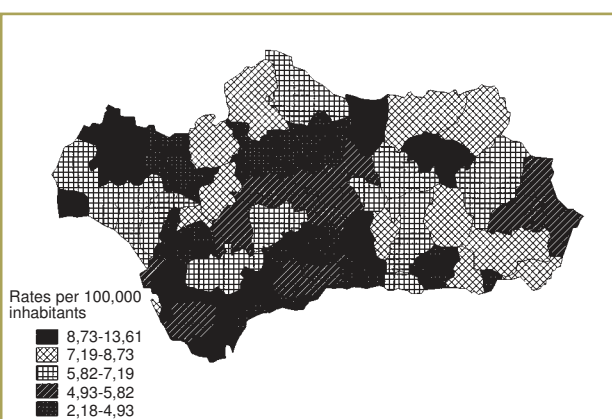 Rates per 100,000
inhabitants
8,73-13,61
7,19-8,73
5,82-7,19
4,93-5,82
2,18-4,93